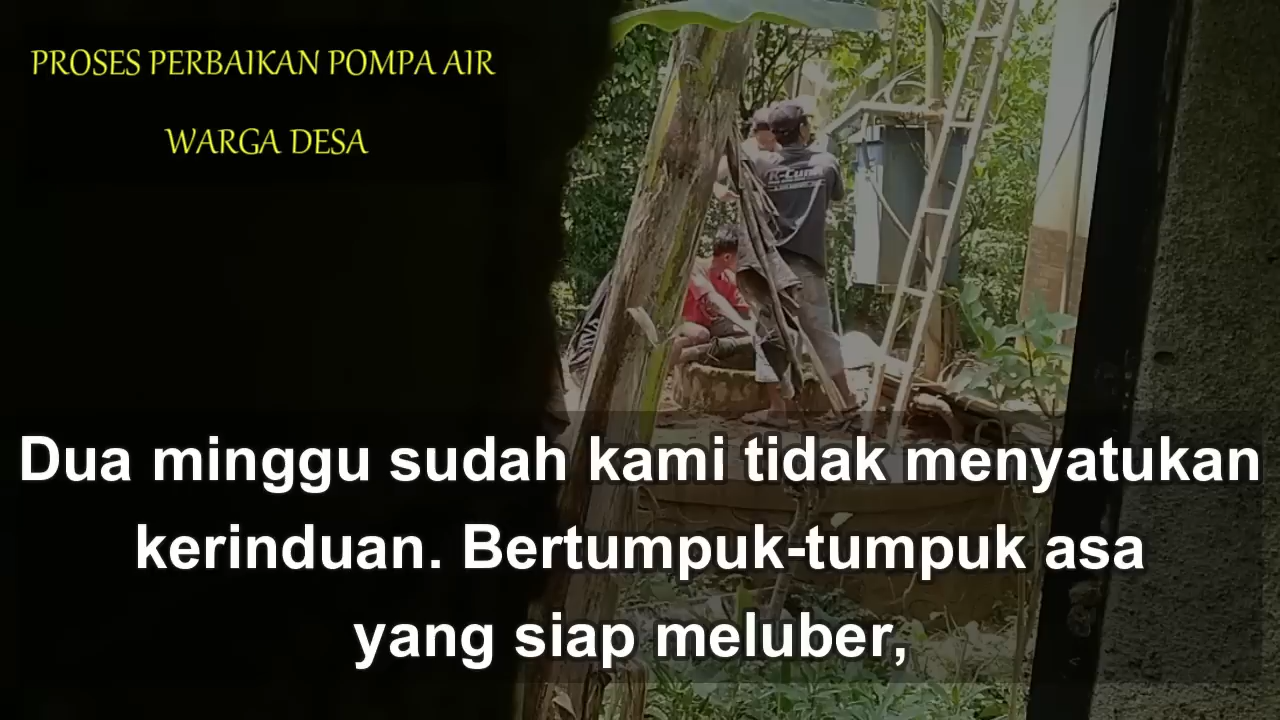 PROSES PERBAIKAN POMPA AIR
WARGA DESA
Dua minggu sudah kami tidak menyatukan
kerinduan. Bertumpuk-tumpuk asa
yang siap meluber,